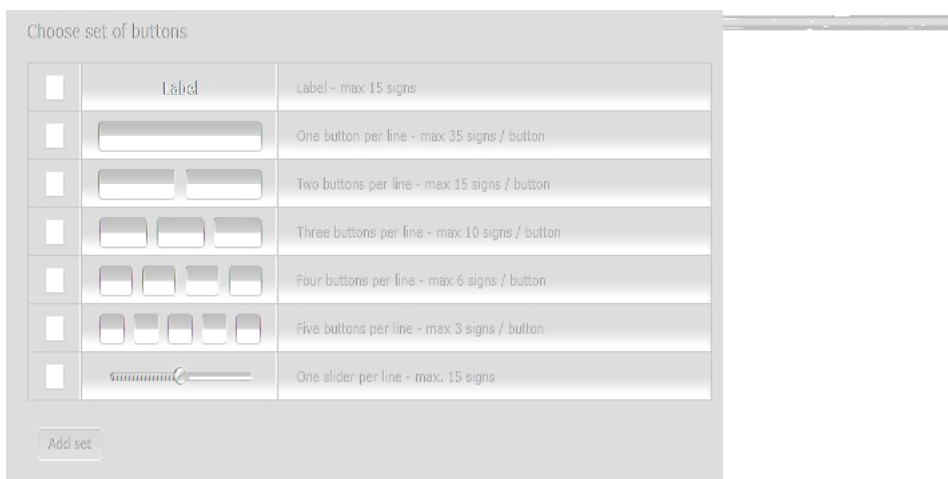 Choose set of buttons
Label
Label - max 15 signs
One button per line - max 35 signs / button
Two buttons per line - max 15 signs / button
Three buttons per line - max 10 signs / button
Four buttons per line - max 6 signs / button
Five buttons per line - max 3 signs / button
One slider per line - max. 15 signs
Add set